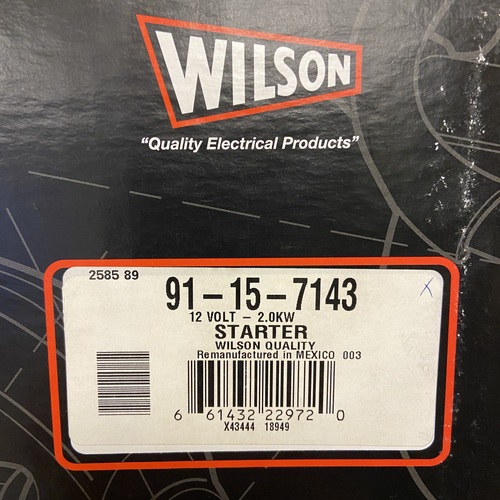 WILSON
"Quality Electrical Products"
2585 89
91-15-7143
12 VOLT - 2.0KW
STARTER
WILSON QUALITY
Remanufactured in MEXICO 003
6 61432 22972 0
X43444 18949
X